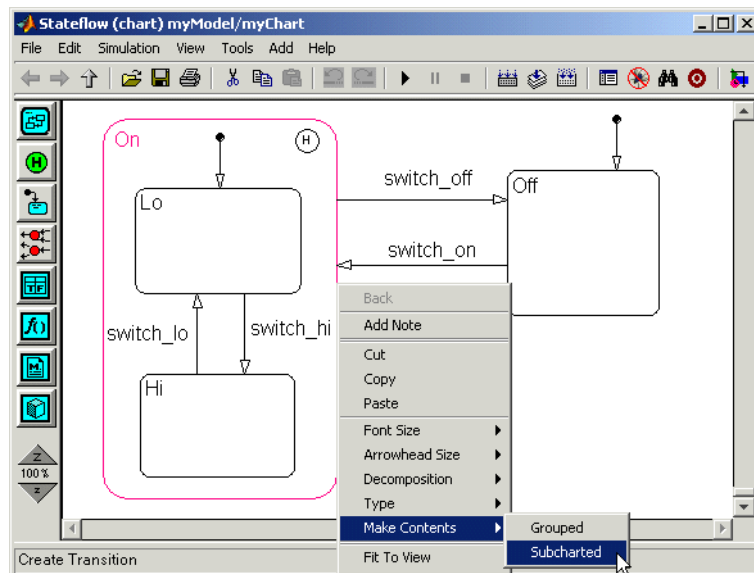 Stateflow (chart) myModel/myChart
File Edit Simulation View Tools Add Help
On
H
switch_off
Off
Lo
switch_on
switch_lo
switch_hi
Hi
Back
Add Note
Cut
Copy
Paste
Font Size
Arrowhead Size
Decomposition
Type
Make Contents
Grouped
Subcharted
Fit To View
H
TF
f()
M
Z
100%
z
Create Transition